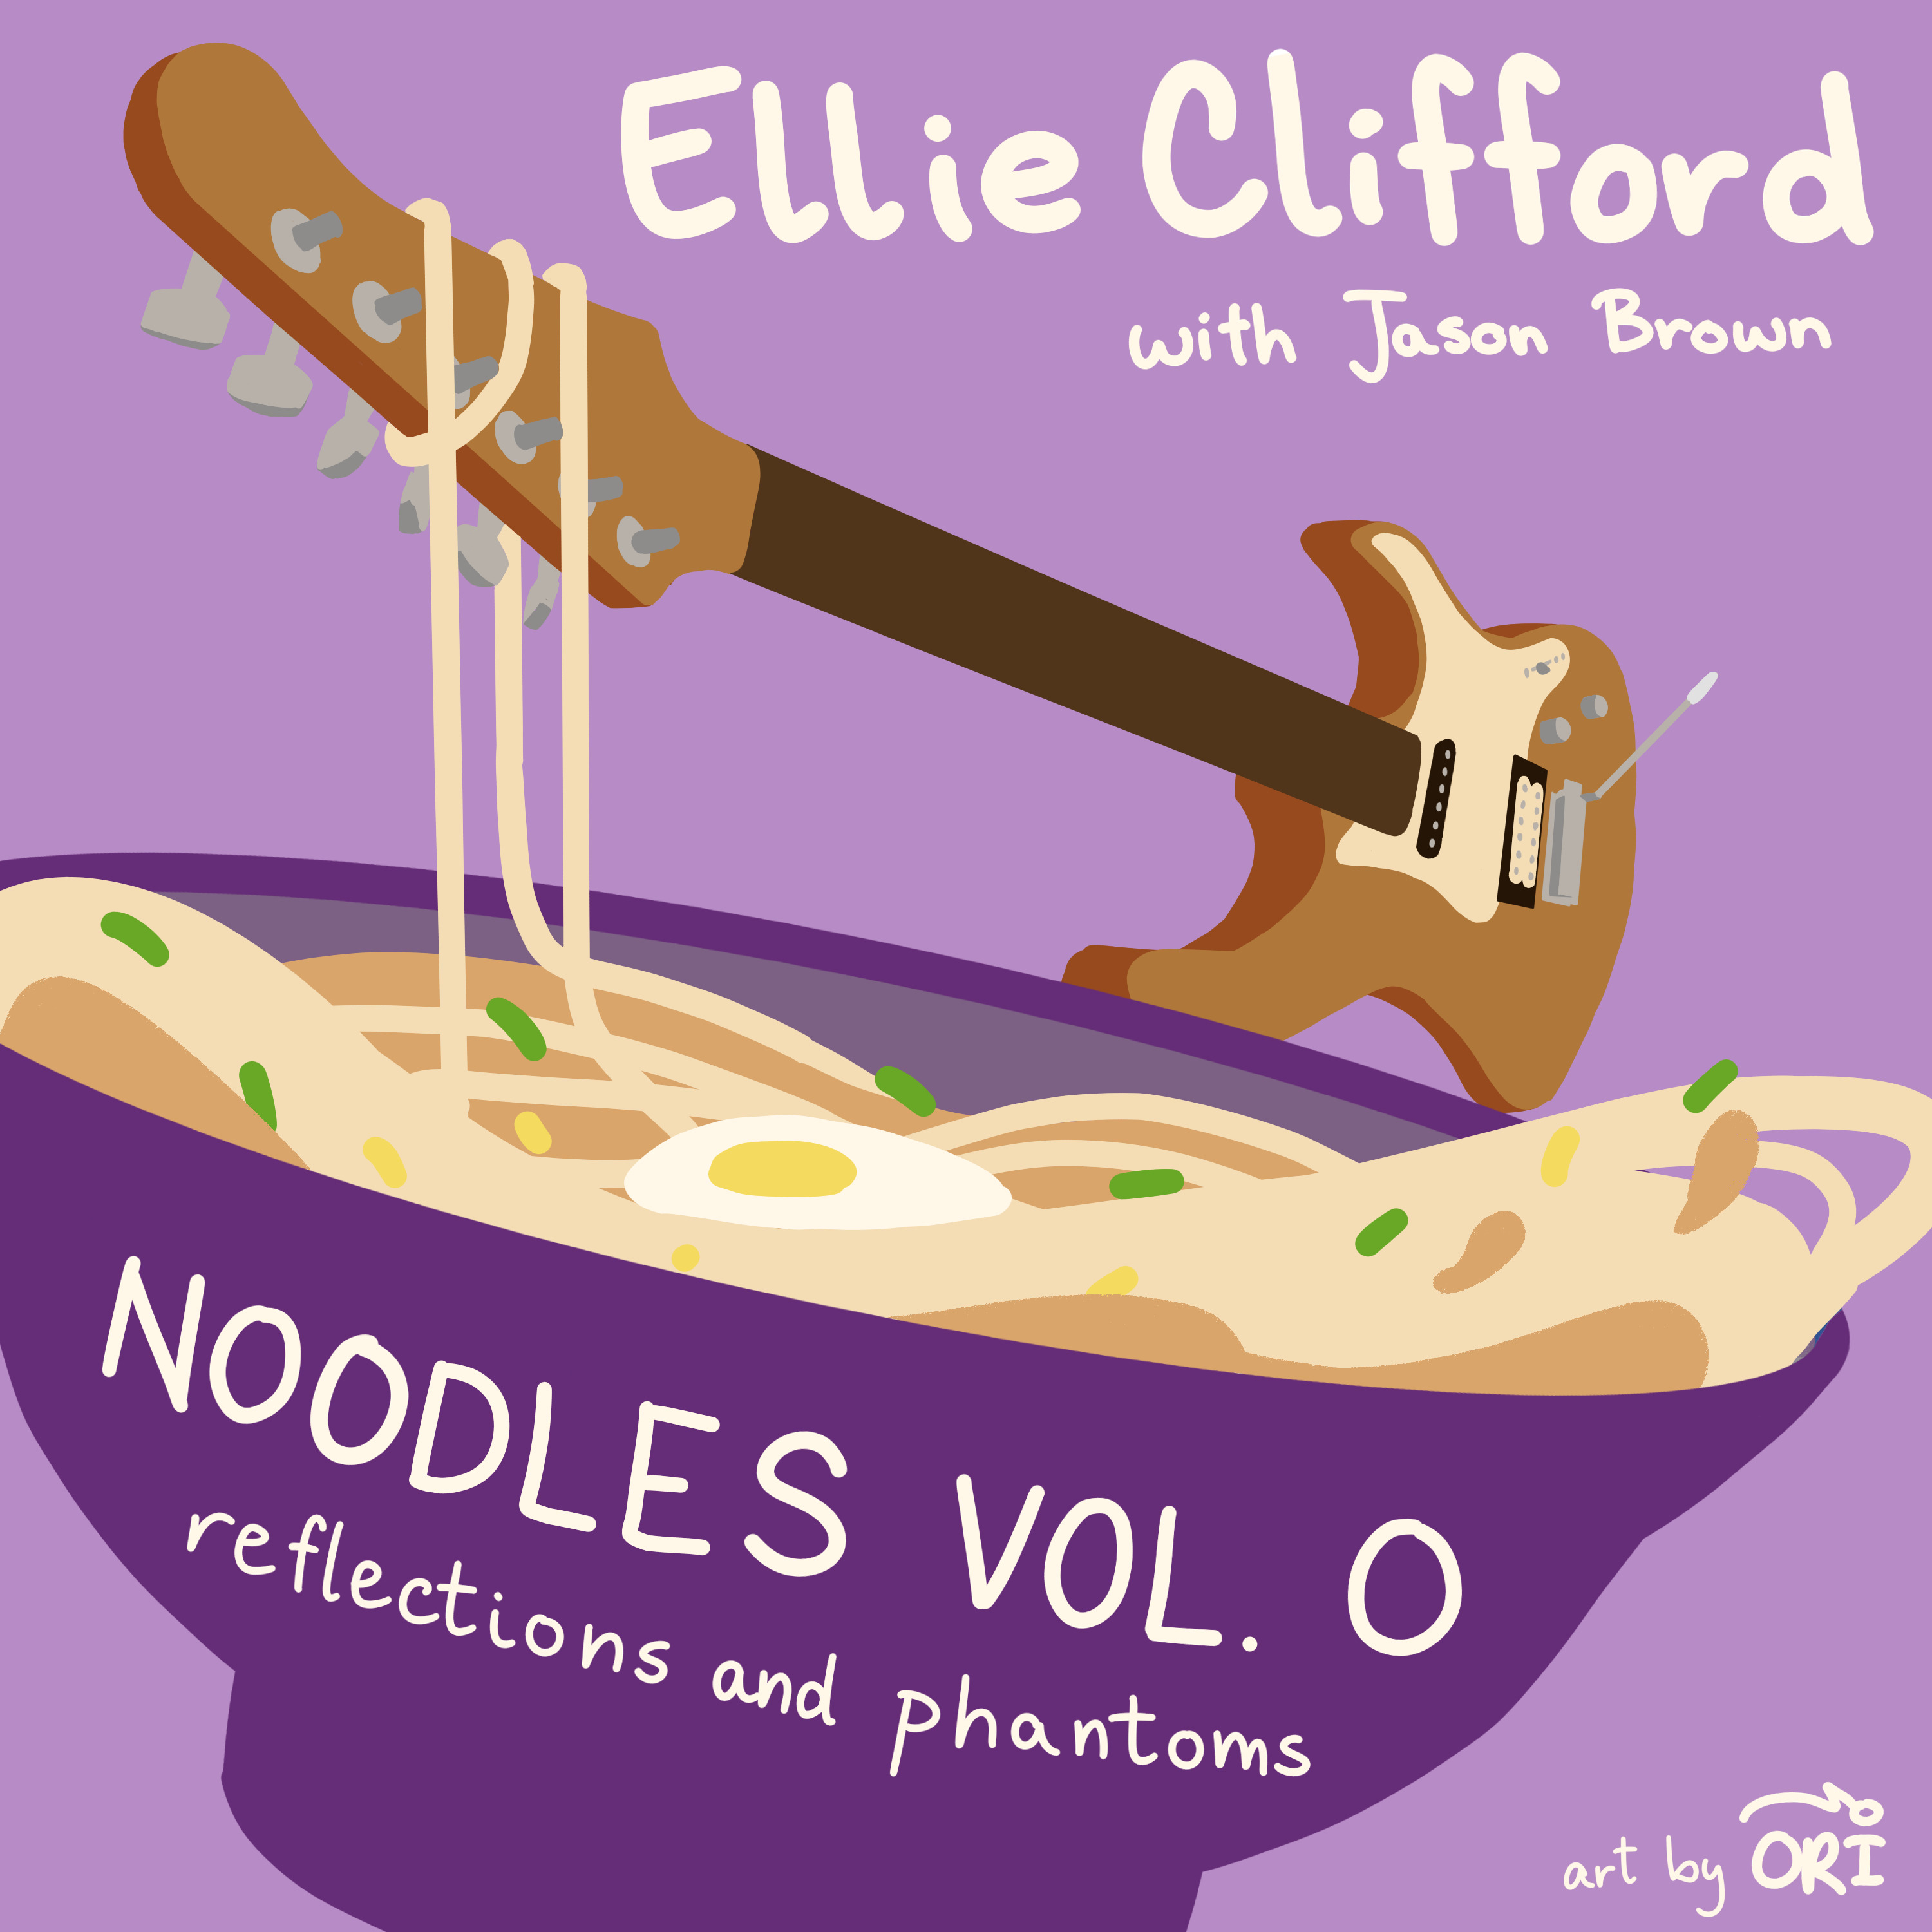 Ellie Clifford
with Jason Brown
NOODLES VOL. 0
reflections and phantoms
art by ORI